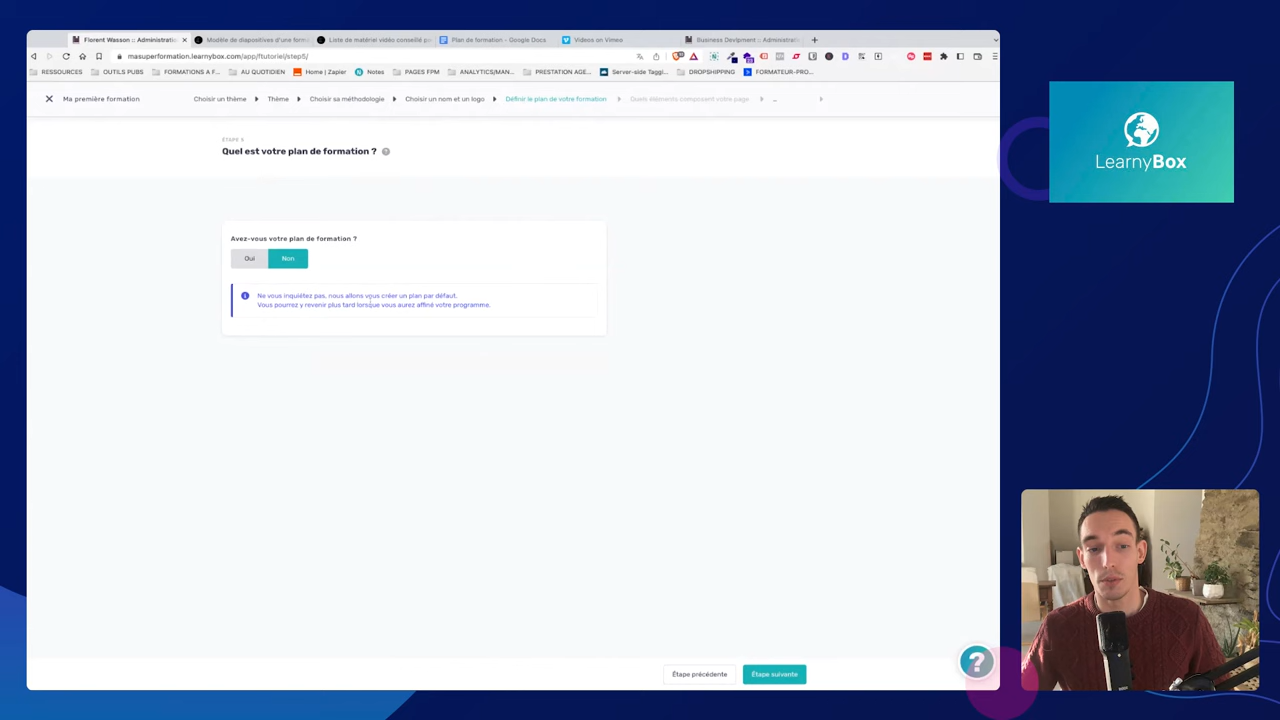 Florent Wasson :: Administratio
Modèle de diapositives d'une form
Liste de matériel vidéo conseillé pa
Plan de formation - Google Docs
Videos on Vimeo
Business Devlpment :: Administrati
masuperformation.learnybox.com/app/ftutoriel/step5/
RESSOURCES
OUTILS PUBS
FORMATIONS A F...
AU QUOTIDIEN
Home | Zapier
Notes
PAGES FPM
ANALYTICS/MAN...
PRESTATION AGE...
Server-side Taggi...
DROPSHIPPING
FORMATEUR-PRO...
Ma première formation
Choisir un thème
Thème
Choisir sa méthodologie
Choisir un nom et un logo
Définir le plan de votre formation
Quels éléments composent votre page
...
ÉTAPE 5
Quel est votre plan de formation ?
Avez-vous votre plan de formation ?
Oui
Non
Ne vous inquiétez pas, nous allons vous créer un plan par défaut.
Vous pourrez y revenir plus tard lorsque vous aurez affiné votre programme.
Étape précédente
Étape suivante
?
LearnyBox